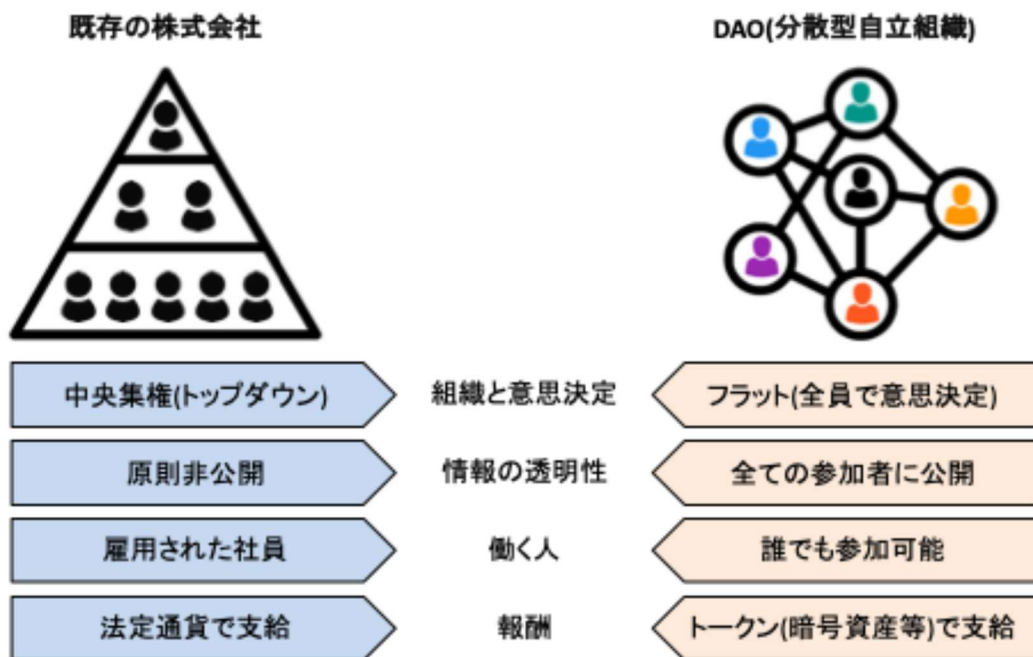 既存の株式会社
DAO(分散型自立組織)
中央集権(トップダウン)
組織と意思決定
フラット(全員で意思決定)
原則非公開
情報の透明性
全ての参加者に公開
雇用された社員
働く人
誰でも参加可能
法定通貨で支給
報酬
トークン(暗号資産等)で支給